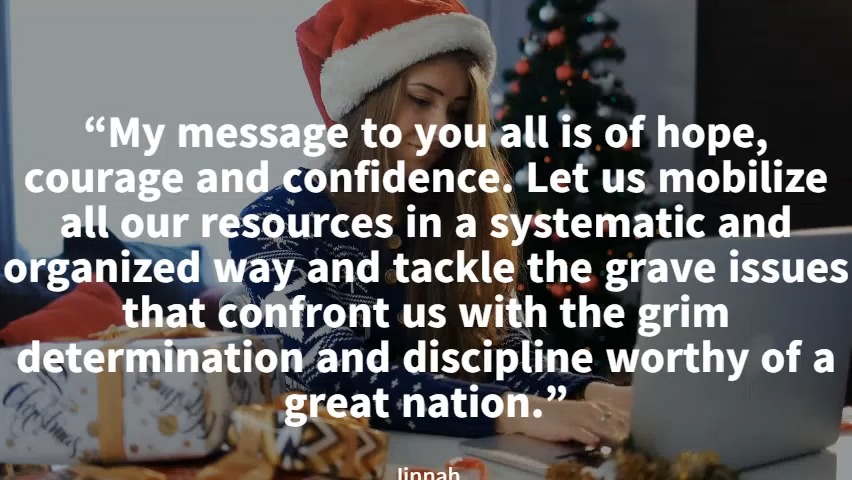 “My message to you all is of hope,
courage and confidence. Let us mobilize
all our resources in a systematic and
organized way and tackle the grave issues
that confront us with the grim
determination and discipline worthy of a
great nation.”
Jinnah
Christmas